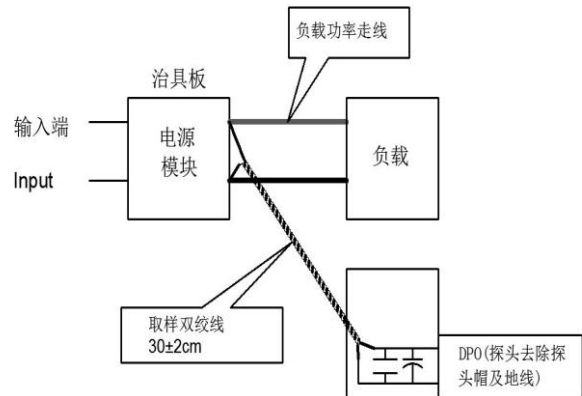 负载功率走线
治具板
输入端
电源
模块
负载
Input
取样双绞线
30±2cm
DPO(探头去除探
头帽及地线)